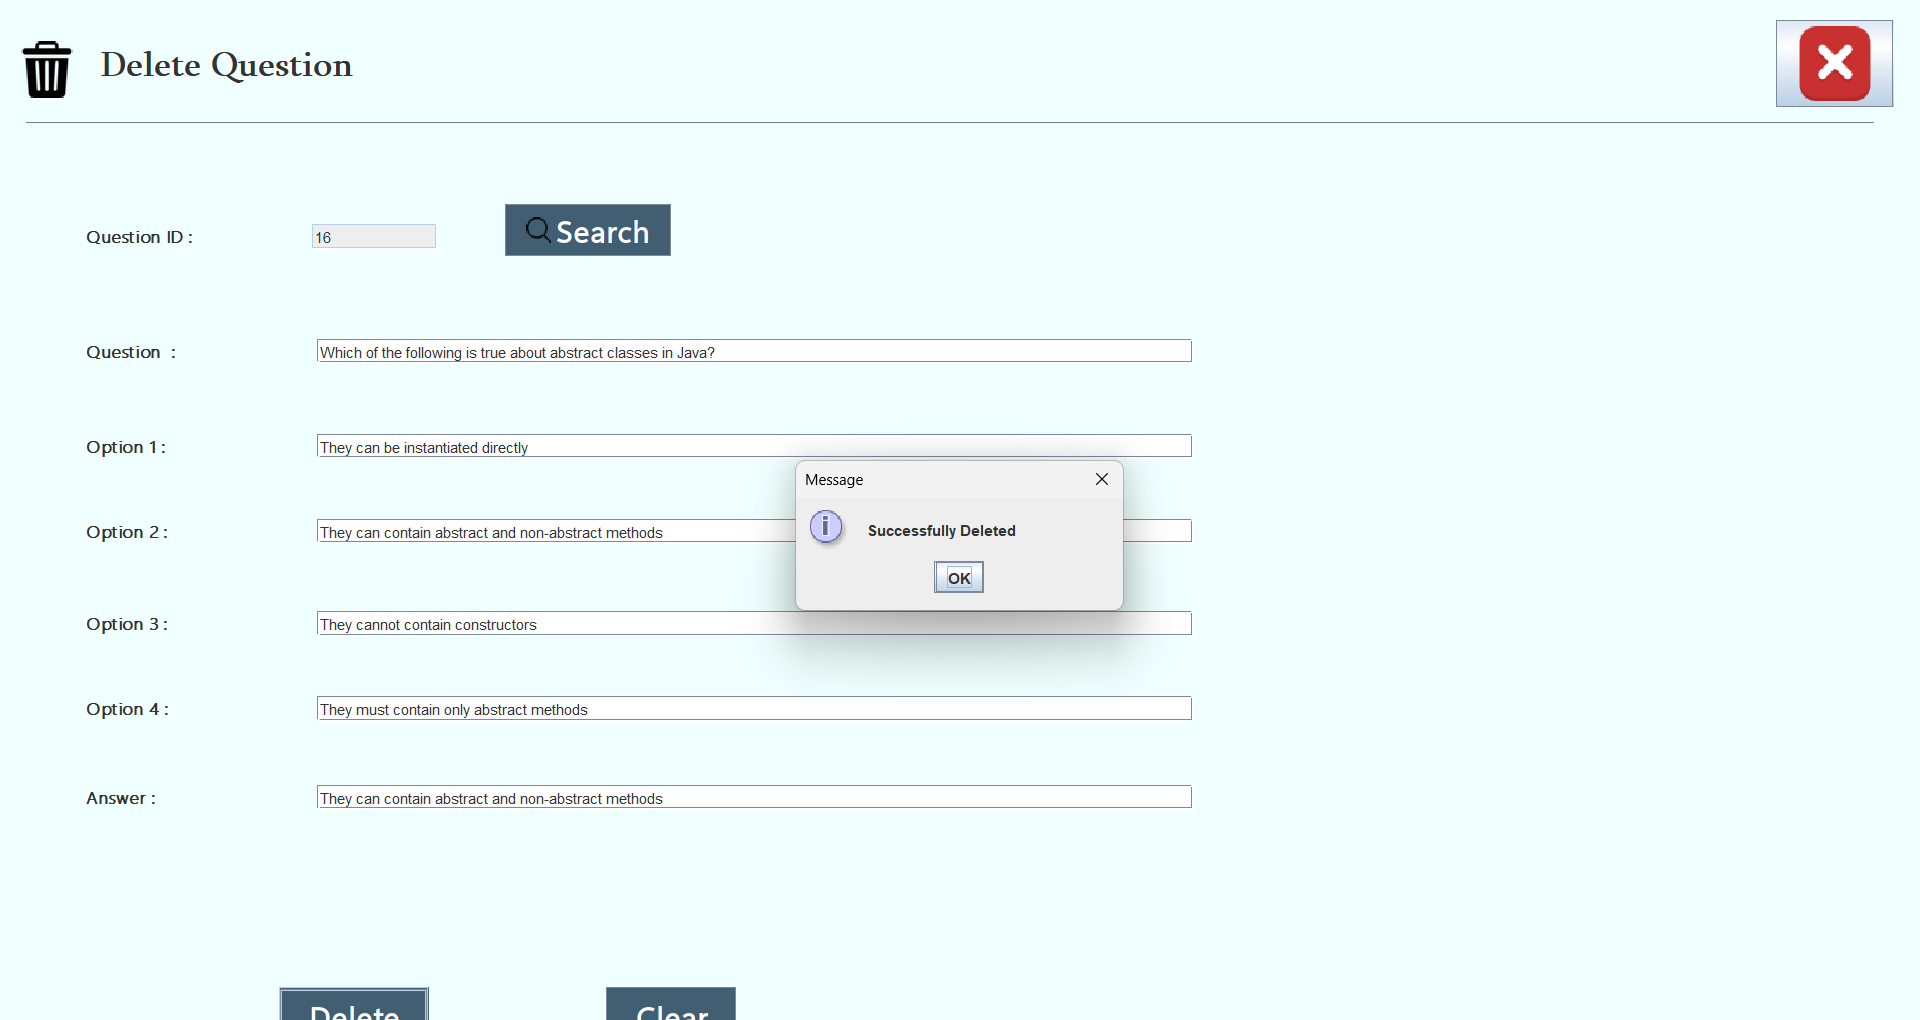 Delete Question
Question ID :
16
Search
Question :
Which of the following is true about abstract classes in Java?
Option 1 :
They can be instantiated directly
Message
Option 2 :
They can contain abstract and non-abstract methods
Successfully Deleted
OK
Option 3 :
They cannot contain constructors
Option 4 :
They must contain only abstract methods
Answer :
They can contain abstract and non-abstract methods
Delete
Clear